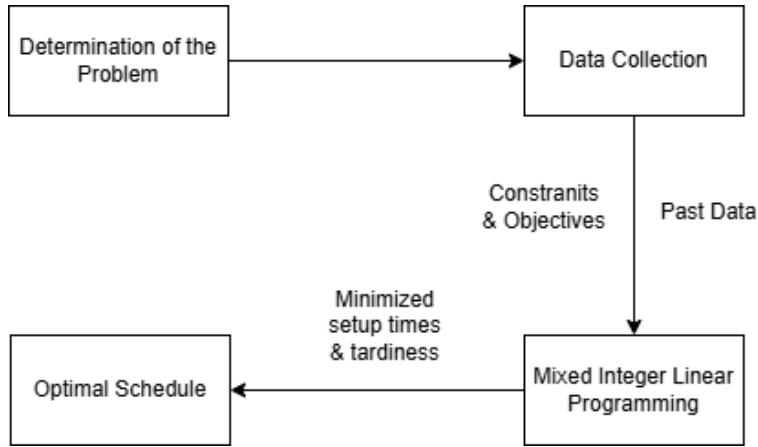 Determination of the
Problem
Data Collection
Constranits
& Objectives
Past Data
Minimized
setup times
& tardiness
Optimal Schedule
Mixed Integer Linear
Programming